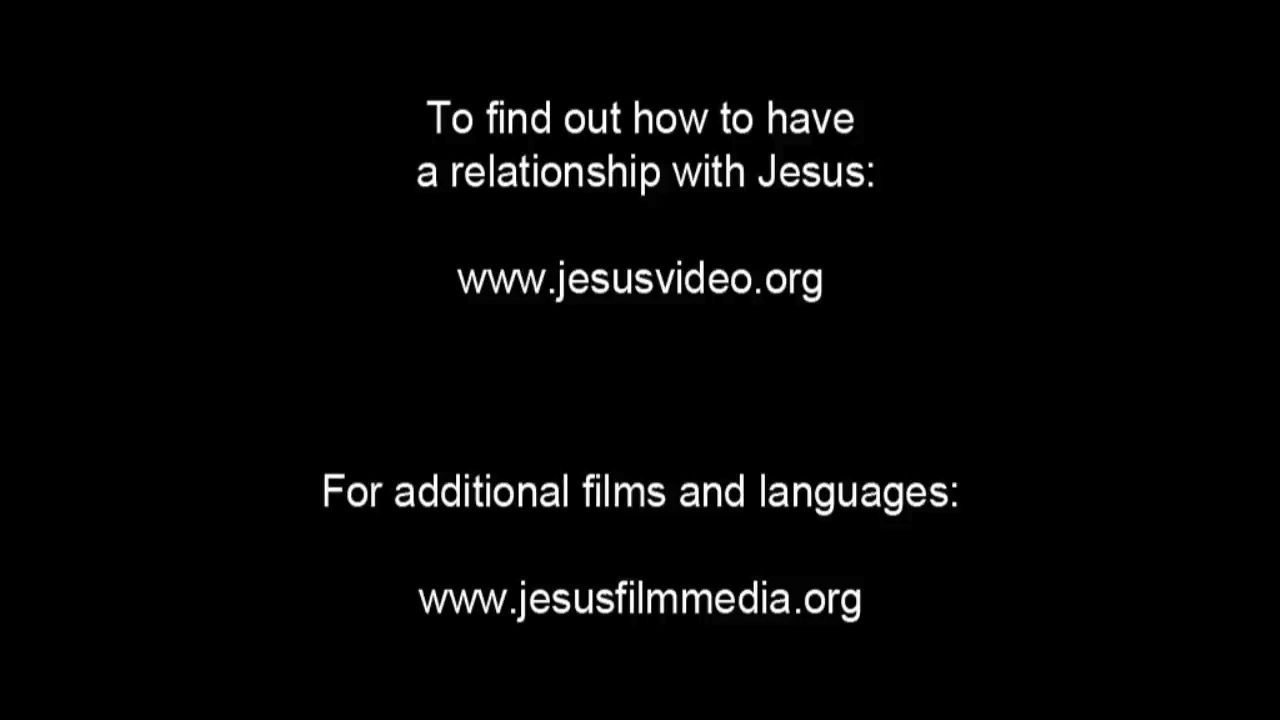 To find out how to have
a relationship with Jesus:
www.jesusvideo.org
For additional films and languages:
www.jesusfilmmedia.org